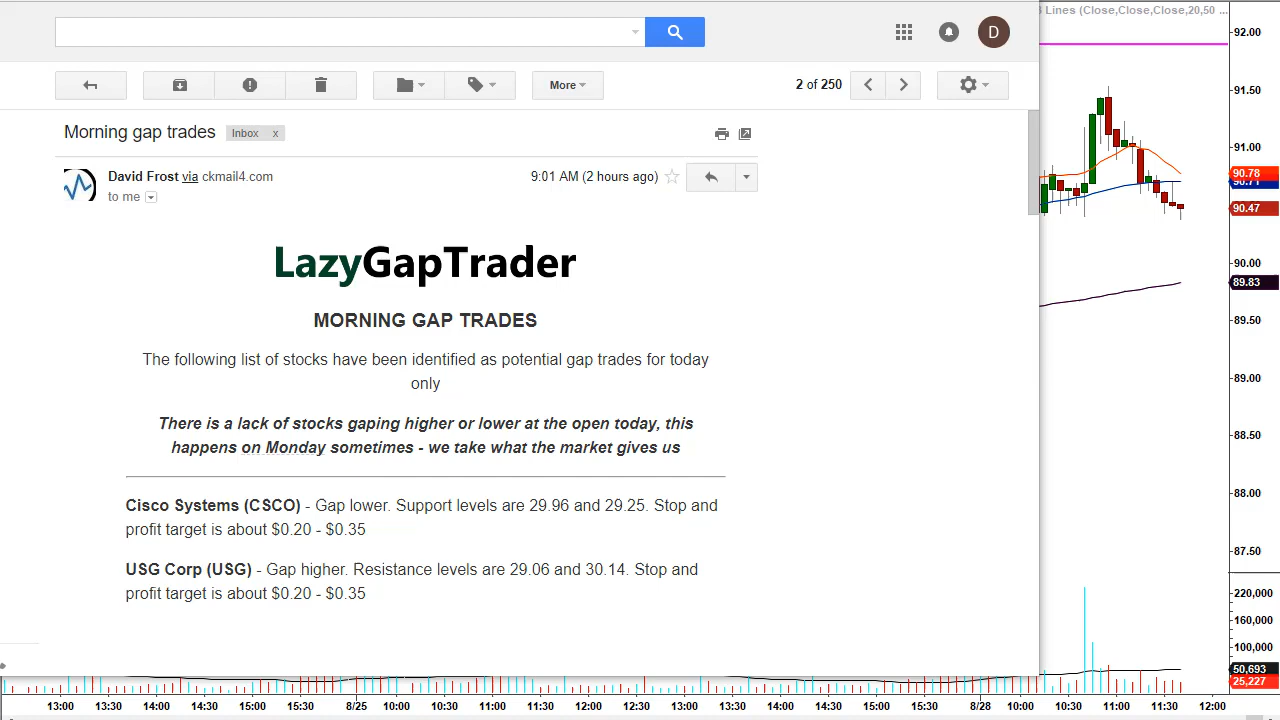 3 Lines (Close,Close,Close,20,50 ...
D
More
2 of 250
Morning gap trades
Inbox x
David Frost via ckmail4.com
9:01 AM (2 hours ago)
to me
LazyGapTrader
MORNING GAP TRADES
The following list of stocks have been identified as potential gap trades for today
only
There is a lack of stocks gaping higher or lower at the open today, this
happens on Monday sometimes - we take what the market gives us
Cisco Systems (CSCO) - Gap lower. Support levels are 29.96 and 29.25. Stop and
profit target is about $0.20 - $0.35
USG Corp (USG) - Gap higher. Resistance levels are 29.06 and 30.14. Stop and
profit target is about $0.20 - $0.35
92.00
91.50
91.00
90.78
90.71
90.47
90.00
89.83
89.50
89.00
88.50
88.00
87.50
220,000
160,000
100,000
50,693
25,227
13:00 13:30 14:00 14:30 15:00 15:30 8/25 10:00 10:30 11:00 11:30 12:00 12:30 13:00 13:30 14:00 14:30 15:00 15:30 8/28 10:00 10:30 11:00 11:30 12:00